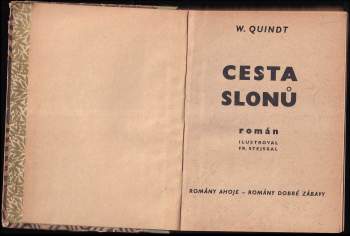 W. QUINDT
CESTA
SLONŮ
román
ILUSTROVAL
FR. STEJSKAL
ROMÁNY AHOJE – ROMÁNY DOBRÉ ZÁBAVY